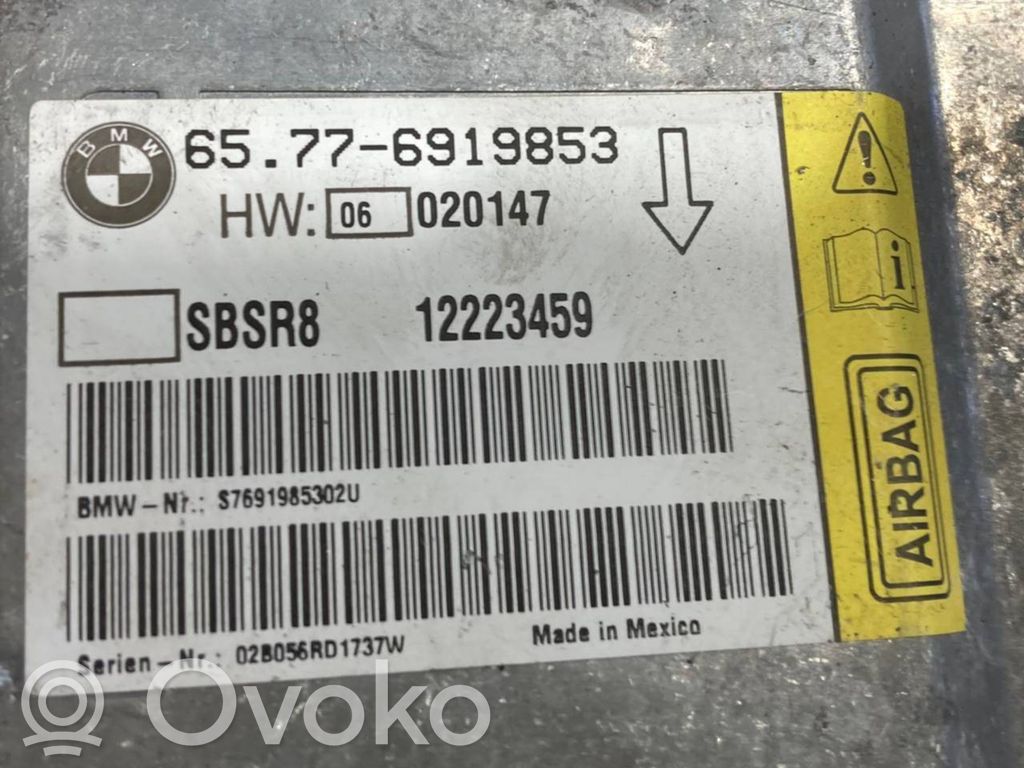 BMW
65.77-6919853
HW: 06 020147
SBSR8 12223459
BMW-Nr.: S7691985302U
Serien-Nr.: 028056RD1737W
Made in Mexico
i
AIRBAG
Ovoko